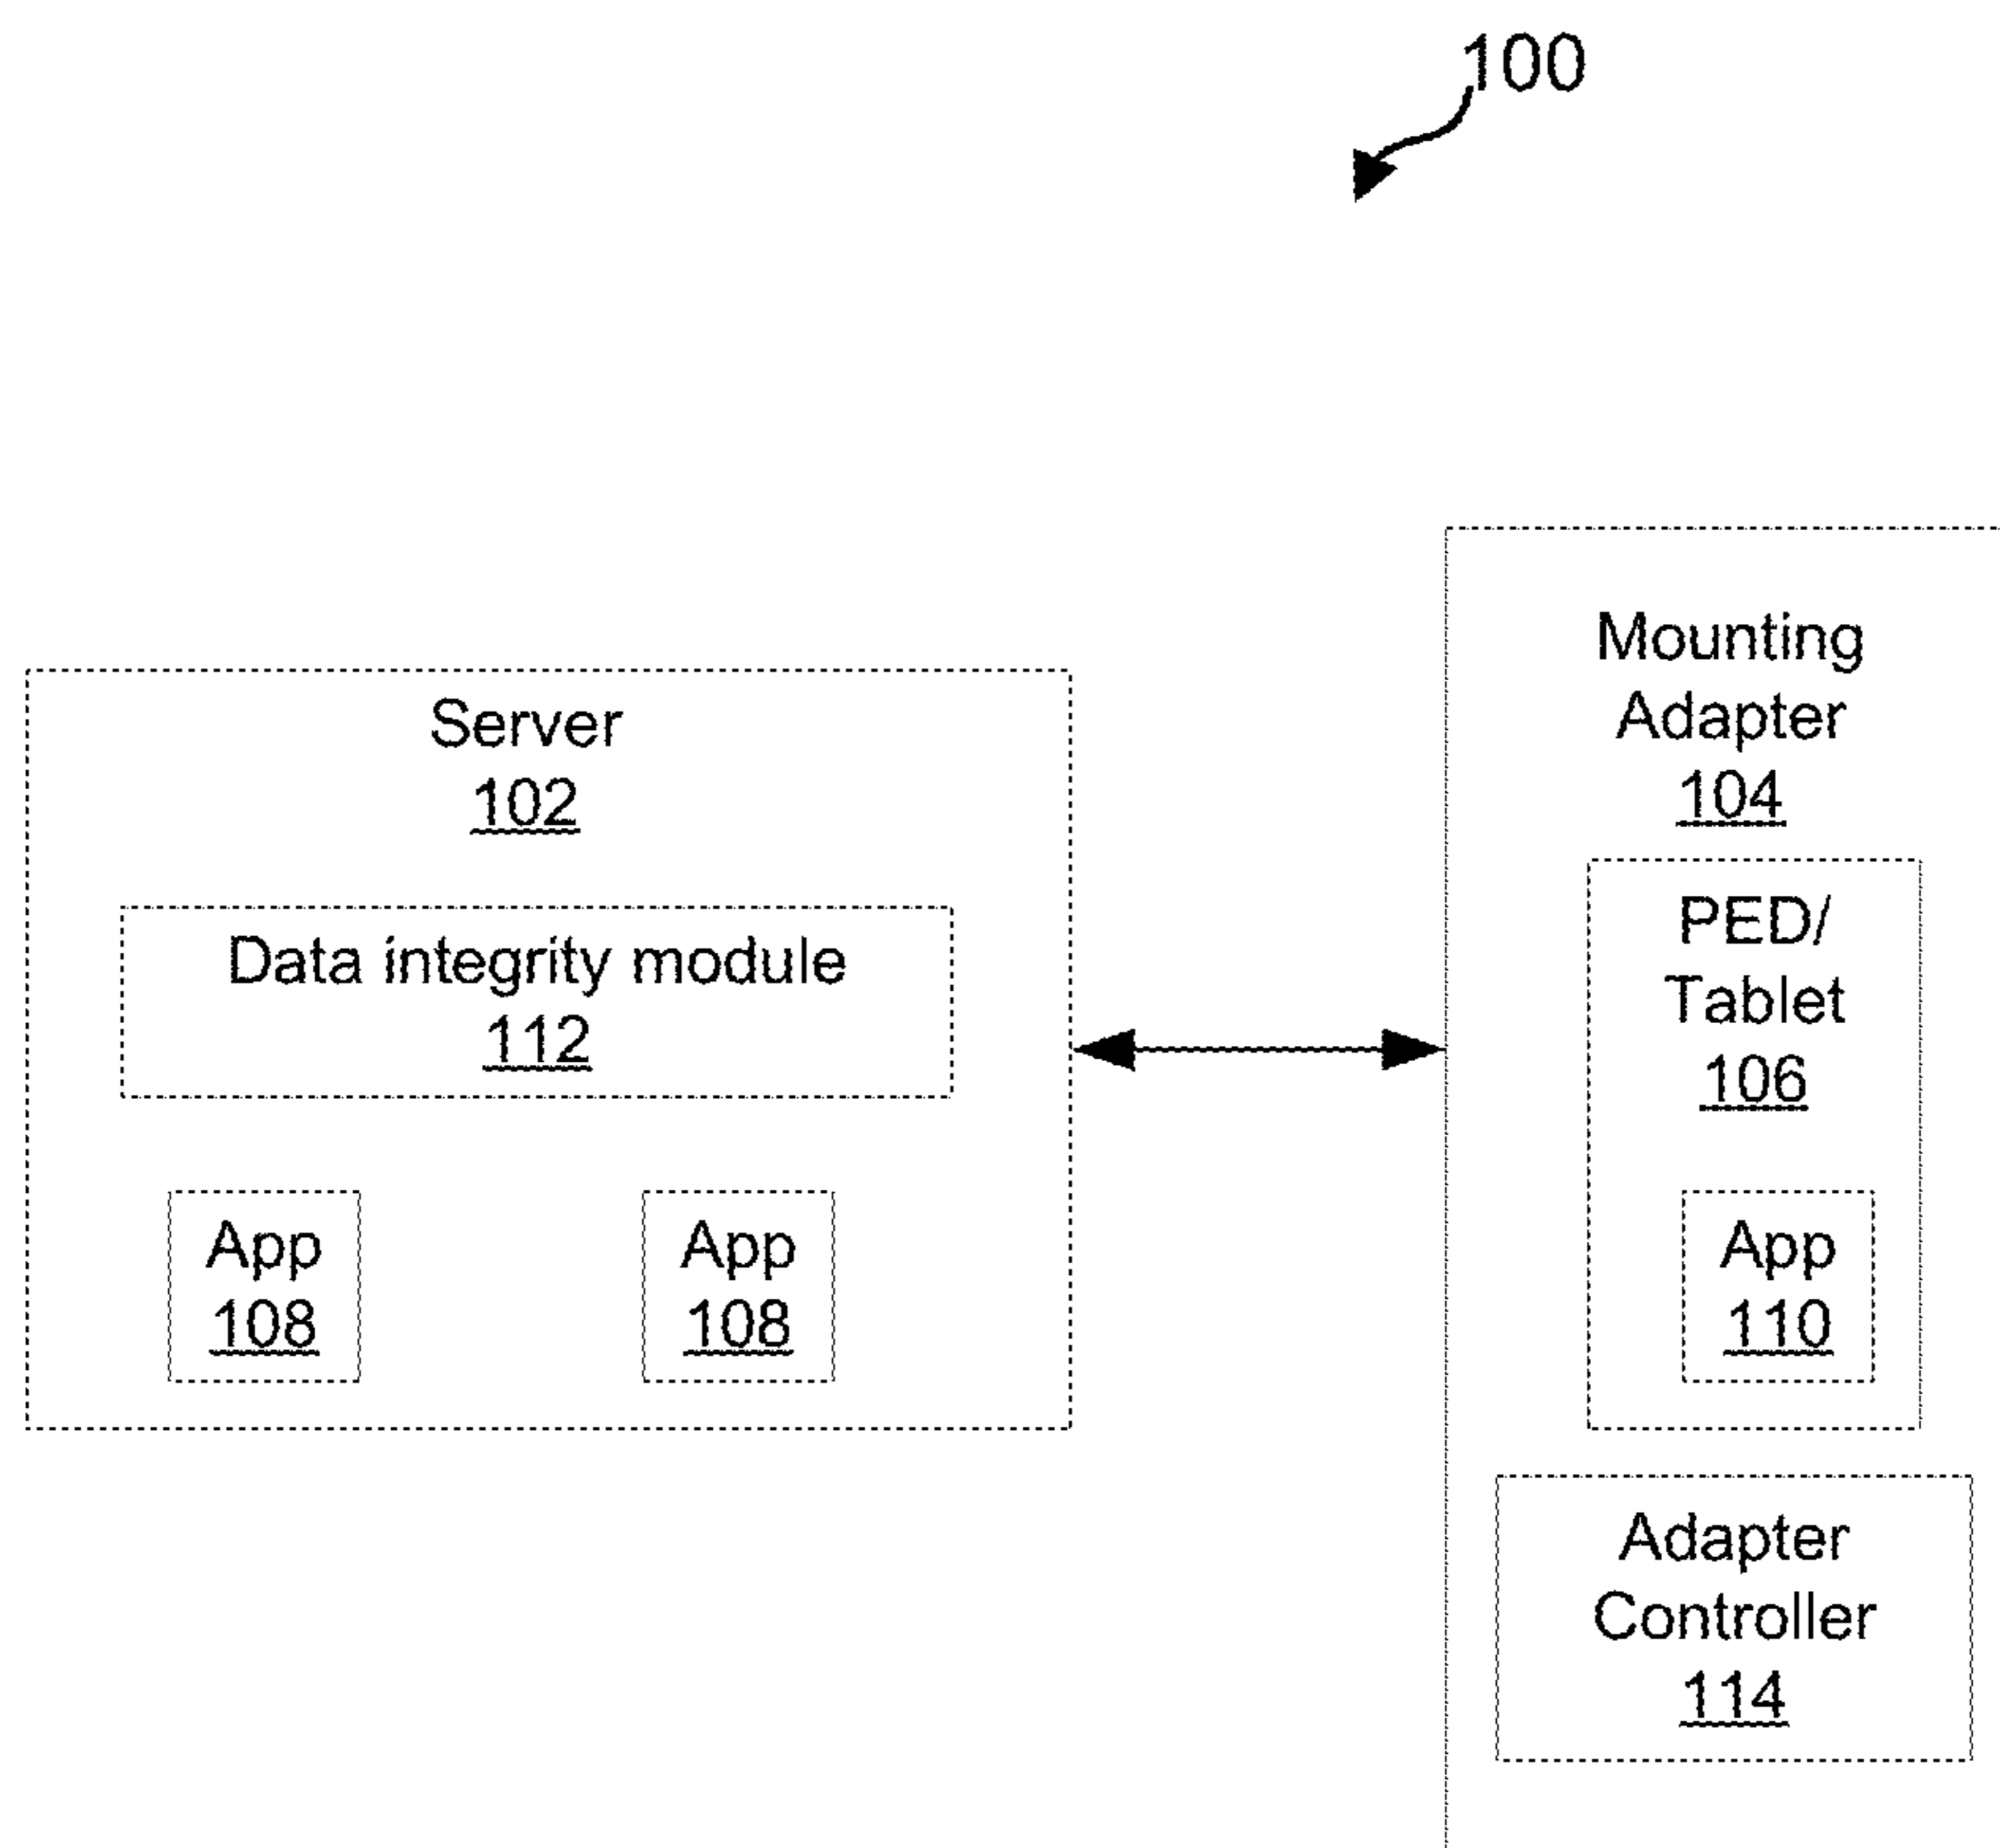 100
Server
102
Data integrity module
112
App
108
App
108
Mounting
Adapter
104
PED/
Tablet
106
App
110
Adapter
Controller
114